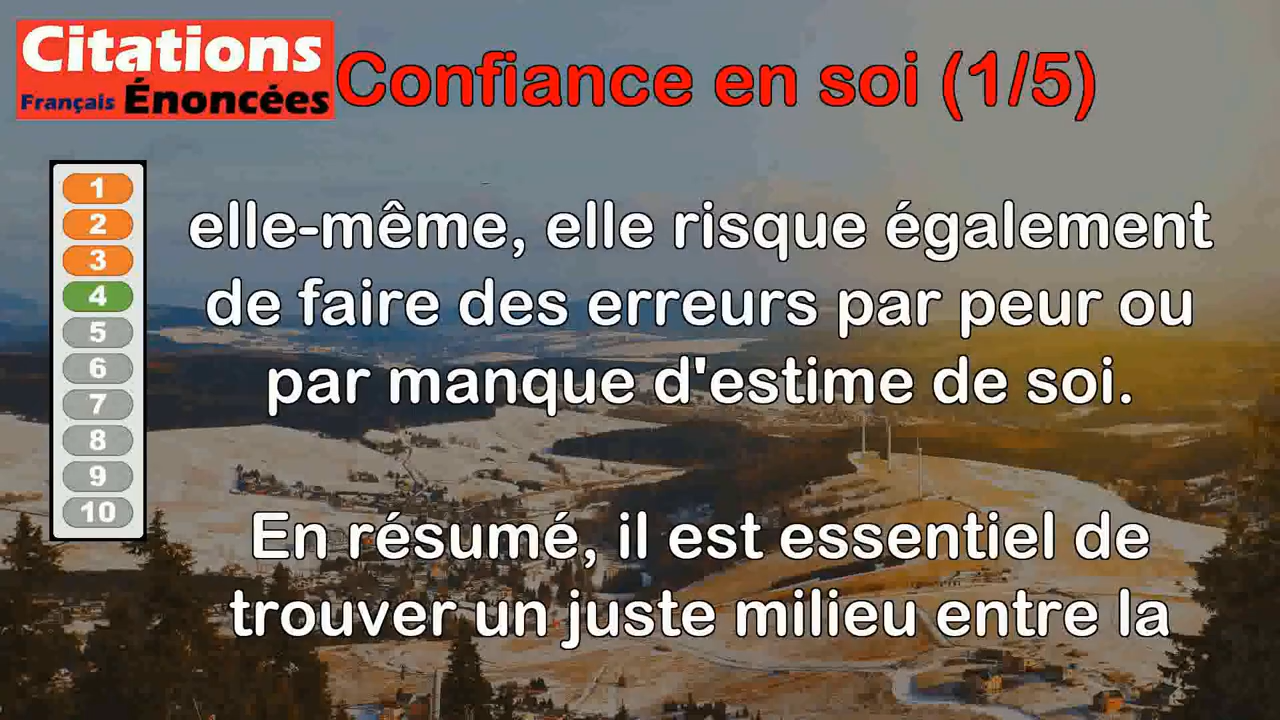 Citations
Français Énoncées
Confiance en soi (1/5)
1
2
3
4
5
6
7
8
9
10
elle-même, elle risque également
de faire des erreurs par peur ou
par manque d'estime de soi.
En résumé, il est essentiel de
trouver un juste milieu entre la